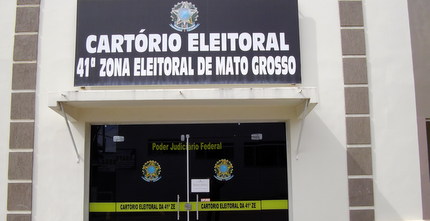 CARTÓRIO ELEITORAL
41ª ZONA ELEITORAL DE MATO GROSSO
Poder Judiciário Federal
CARTÓRIO ELEITORAL DA 41ª ZE
CARTÓRIO ELEITORAL DA 41ª ZE